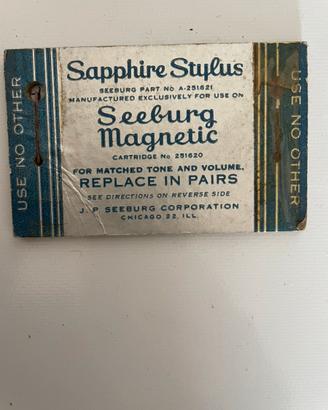 Sapphire Stylus
SEEBURG PART No A-251621
MANUFACTURED EXCLUSIVELY FOR USE ON
Seeburg
Magnetic
CARTRIDGE No 251620
FOR MATCHED TONE AND VOLUME,
REPLACE IN PAIRS
SEE DIRECTIONS ON REVERSE SIDE
J. P. SEEBURG CORPORATION
CHICAGO 22, ILL.
USE NO OTHER
USE NO OTHER